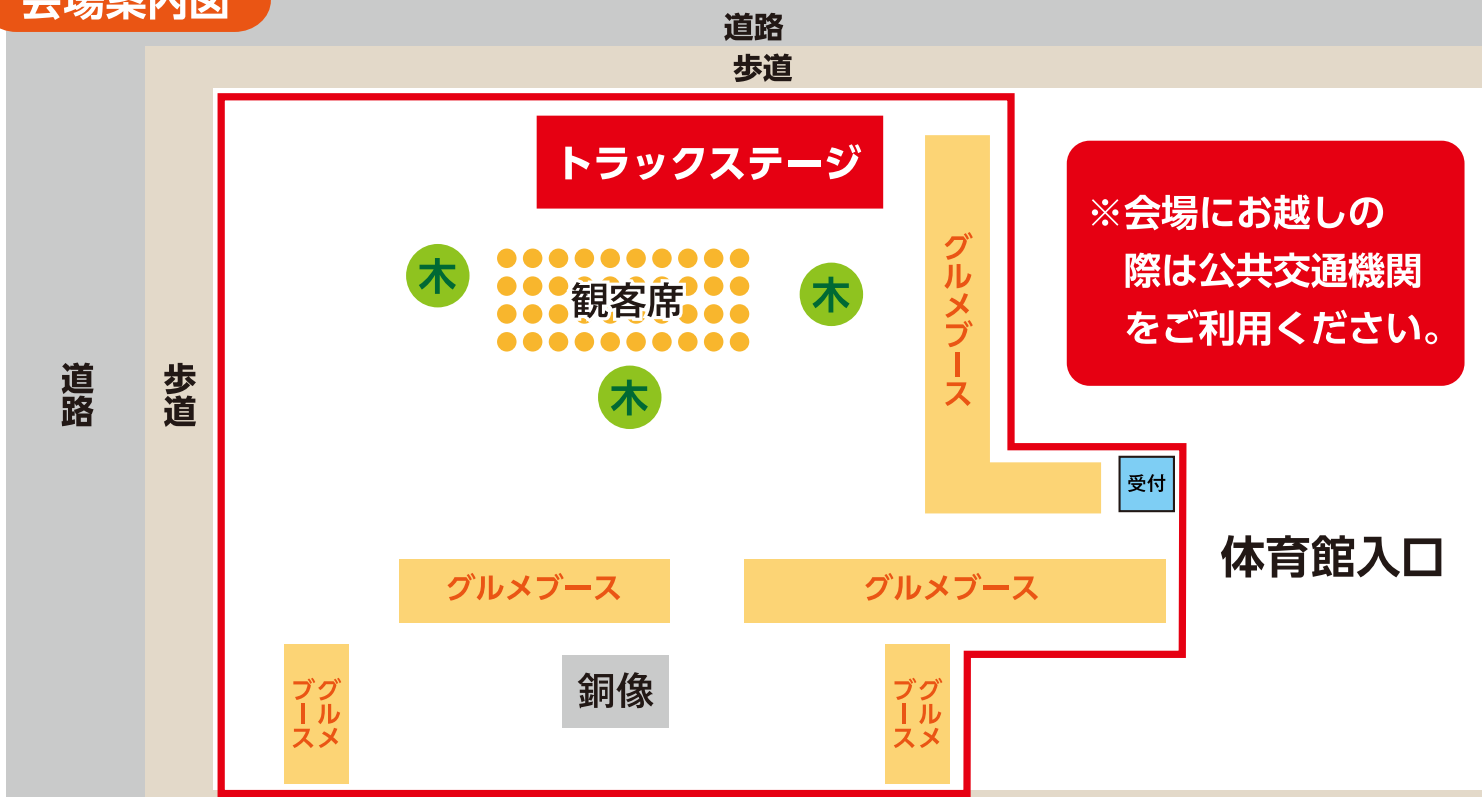 会場案内図
道路
歩道
トラックステージ
※会場にお越しの
際は公共交通機関
をご利用ください。
木
観客席
木
木
グルメブース
道路
歩道
受付
体育館入口
グルメブース
グルメブース
グルメ
ブース
銅像
グルメ
ブース